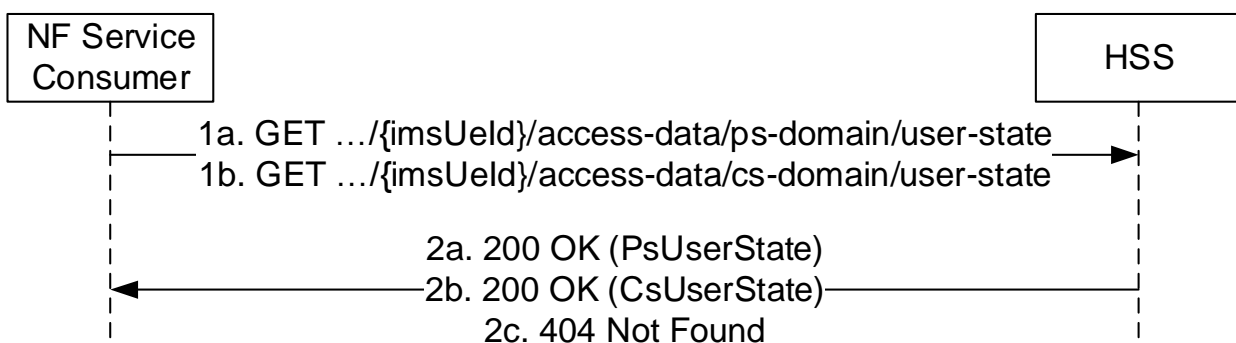 NF Service
Consumer
HSS
1a. GET …/{imsUeId}/access-data/ps-domain/user-state
1b. GET …/{imsUeId}/access-data/cs-domain/user-state
2a. 200 OK (PsUserState)
2b. 200 OK (CsUserState)
2c. 404 Not Found